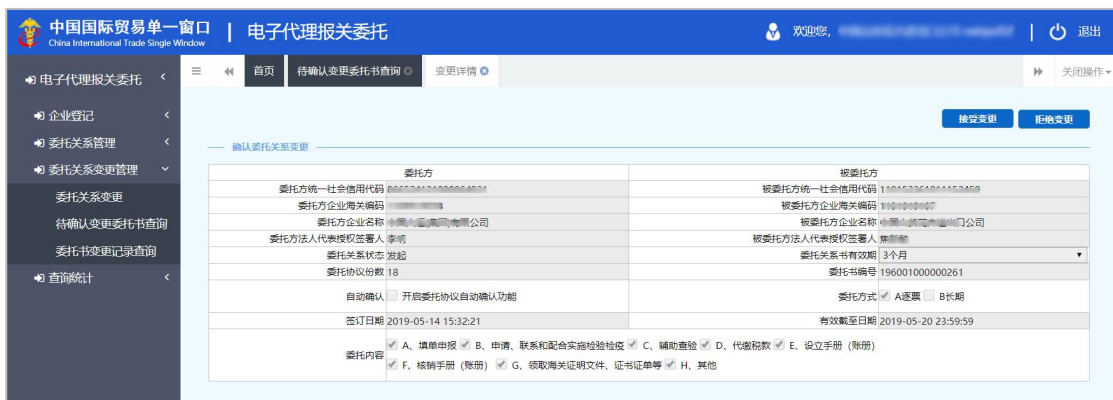 中国国际贸易单一窗口 | 电子代理报关委托 欢迎您, | 退出
China International Trade Single Window
电子代理报关委托 首页 待确认变更委托书查询 变更详情 关闭操作
企业登记
接受变更 拒绝变更
委托关系管理
确认委托关系变更
委托关系变更管理
委托方 被委托方
委托关系变更
委托方统一社会信用代码 被委托方统一社会信用代码
委托方企业海关编码 被委托方企业海关编码
待确认变更委托书查询
委托方企业名称 公司 被委托方企业名称 口公司
委托方法人代表授权签署人 李 被委托方法人代表授权签署人 焦
委托书变更记录查询
委托关系状态 发起 委托关系书有效期 3个月
查询统计
委托协议份数 18 委托书编号 196001000000261
自动确认 开启委托协议自动确认功能 委托方式 A逐票 B长期
签订日期 2019-05-14 15:32:21 有效截至日期 2019-05-20 23:59:59
委托内容 A、填单申报 B、申请、联系和配合实施检验检疫 C、辅助查验 D、代缴税款 E、设立手册（账册）
F、核销手册（账册） G、领取海关证明文件、证书证单等 H、其他